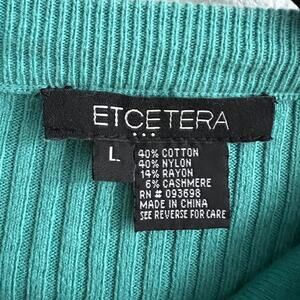 ETCETERA
L
40% COTTON
40% NYLON
14% RAYON
6% CASHMERE
RN # 093698
MADE IN CHINA
SEE REVERSE FOR CARE